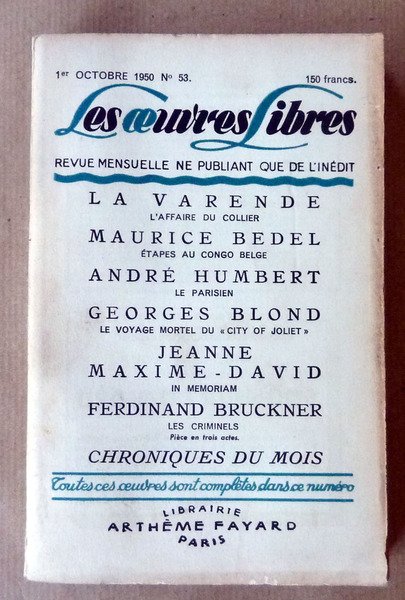 1er OCTOBRE 1950 No 53. 150 francs.
Les œuvres Libres
REVUE MENSUELLE NE PUBLIANT QUE DE L'INÉDIT
LA VARENDE
L'AFFAIRE DU COLLIER
MAURICE BEDEL
ÉTAPES AU CONGO BELGE
ANDRÉ HUMBERT
LE PARISIEN
GEORGES BLOND
LE VOYAGE MORTEL DU « CITY OF JOLIET »
JEANNE
MAXIME-DAVID
IN MEMORIAM
FERDINAND BRUCKNER
LES CRIMINELS
Pièce en trois actes.
CHRONIQUES DU MOIS
Toutes ces œuvres sont complètes dans ce numéro
LIBRAIRIE
ARTHÈME FAYARD
PARIS